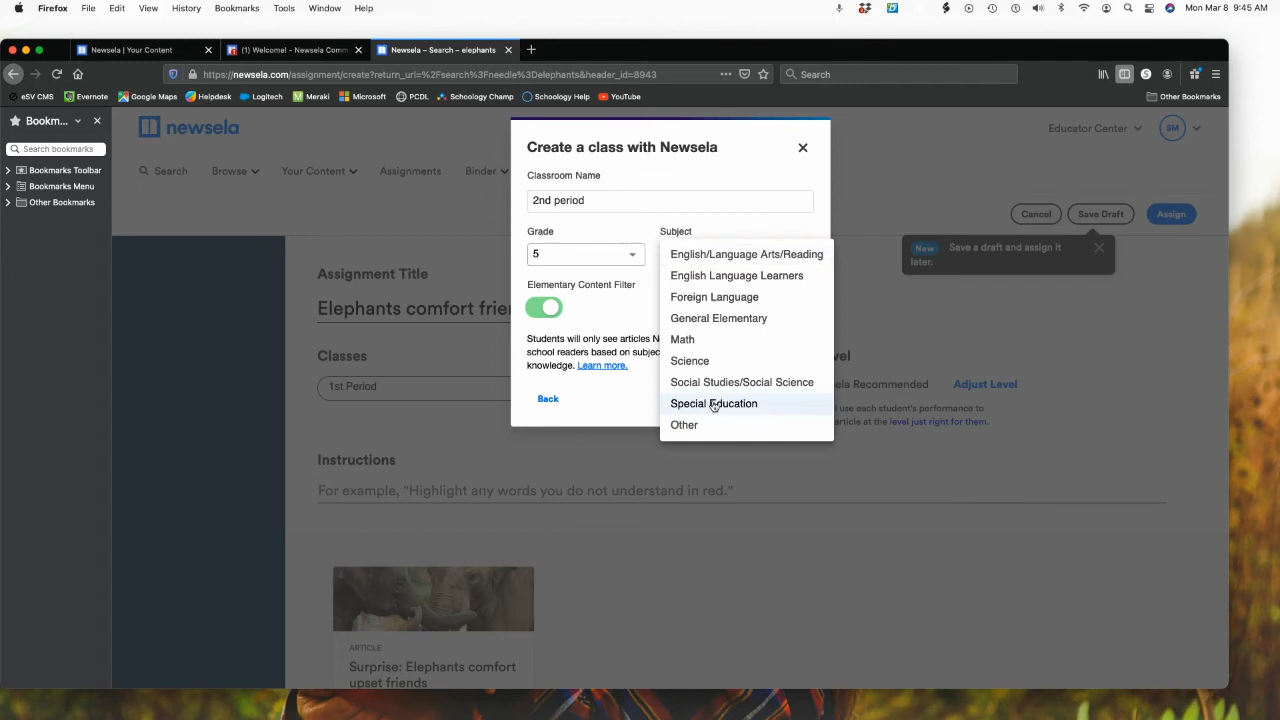 Firefox File Edit View History Bookmarks Tools Window Help Mon Mar 8 9:45 AM
Newsela | Your Content (1) Welcome! - Newsela Com Newsela – Search – elephants
https://newsela.com/assignment/create?return_url=%2Fsearch%3Fneedle%3Delephants&header_id=8943 Search
eSV CMS Evernote Google Maps Helpdesk Logitech Meraki Microsoft PCDL Schoology Champ Schoology Help YouTube Other Bookmarks
Bookm...
Search bookmarks
Bookmarks Toolbar
Bookmarks Menu
Other Bookmarks
newsela Educator Center SM
Search Browse Your Content Assignments Binder
Cancel Save Draft Assign
New Save a draft and assign it
later.
Create a class with Newsela
Classroom Name
2nd period
Grade Subject
5
English/Language Arts/Reading
English Language Learners
Foreign Language
General Elementary
Math
Science
Social Studies/Social Science
Special Education
Other
Elementary Content Filter
Students will only see articles
school readers based on
knowledge. Learn more.
Back
Assignment Title
Elephants comfort
Classes
1st Period
Recommended Adjust Level
use each student's performance to
article at the level just right for them.
Instructions
For example, "Highlight any words you do not understand in red."
ARTICLE
Surprise: Elephants comfort
upset friends